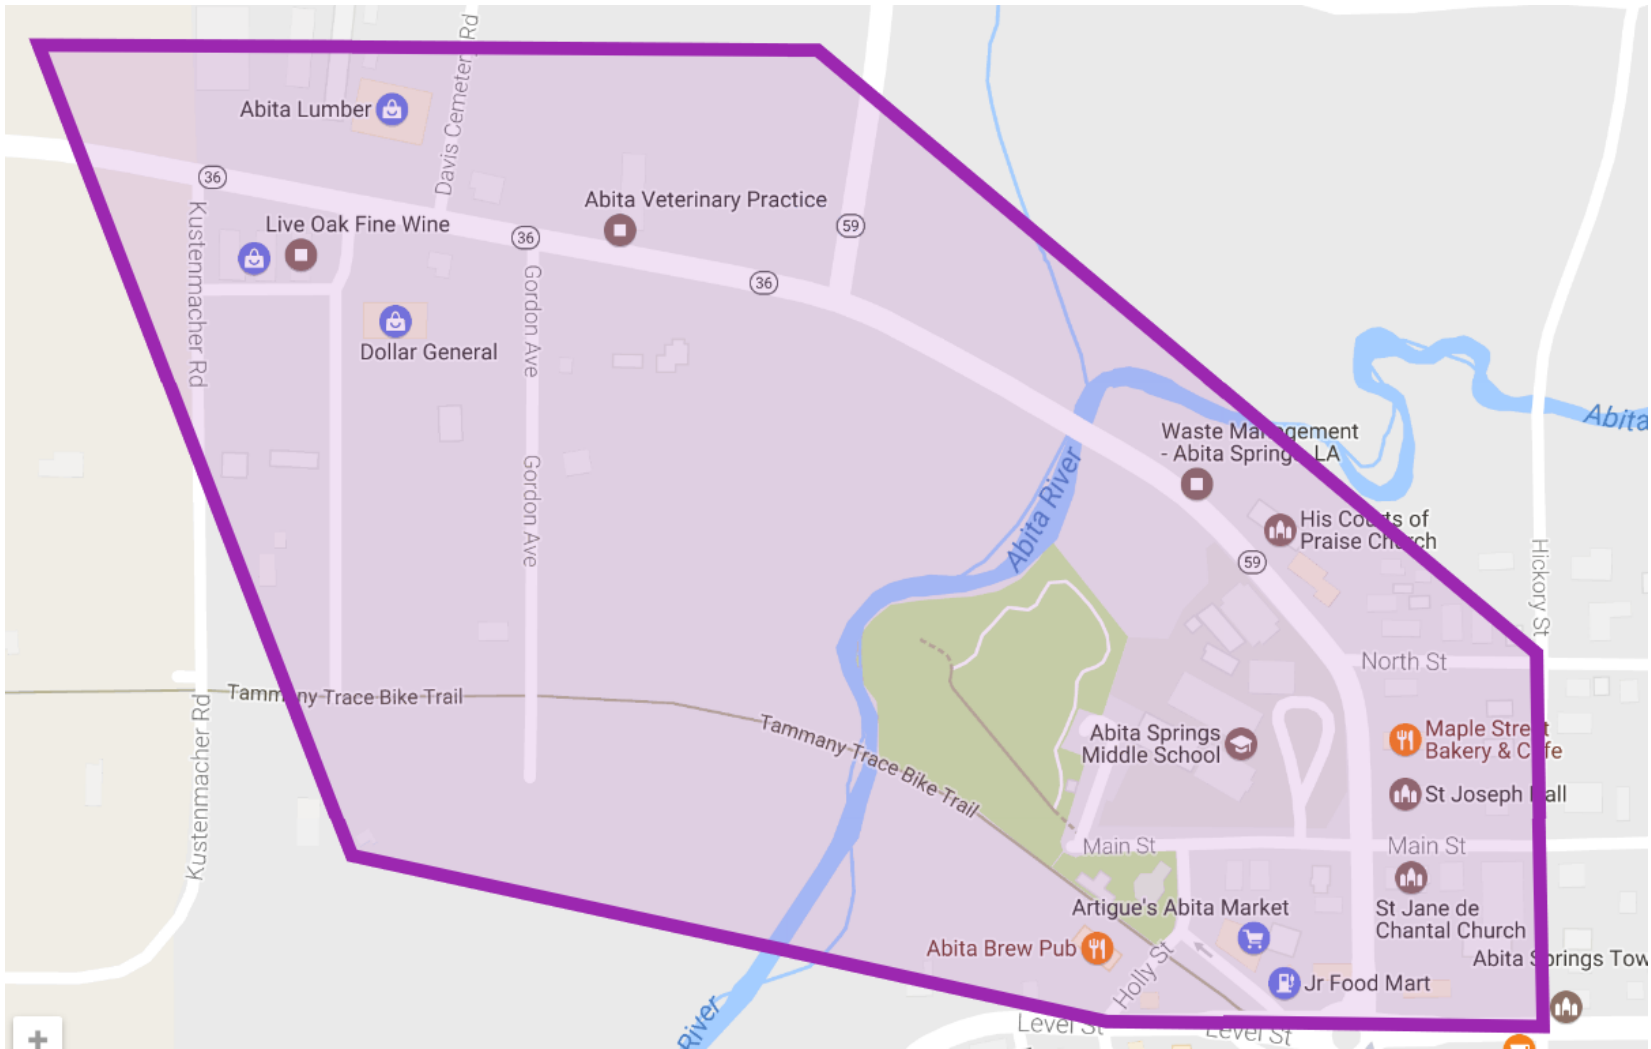 Davis Cemetery Rd
Abita Lumber
36
Abita Veterinary Practice
Live Oak Fine Wine
59
36
36
Kustenmacher Rd
Gordon Ave
Dollar General
Abita
Waste Management
- Abita Springs, LA
Gordon Ave
Abita River
His Courts of
Praise Church
59
Hickory St
North St
Tammany Trace Bike Trail
Kustenmacher Rd
Tammany Trace Bike Trail
Abita Springs
Middle School
Maple Street
Bakery & Cafe
St Joseph Hall
Main St
Main St
Artigue's Abita Market
St Jane de
Chantal Church
Abita Brew Pub
Abita Springs Tow
Holly St
Jr Food Mart
River
Level St
Level St
+